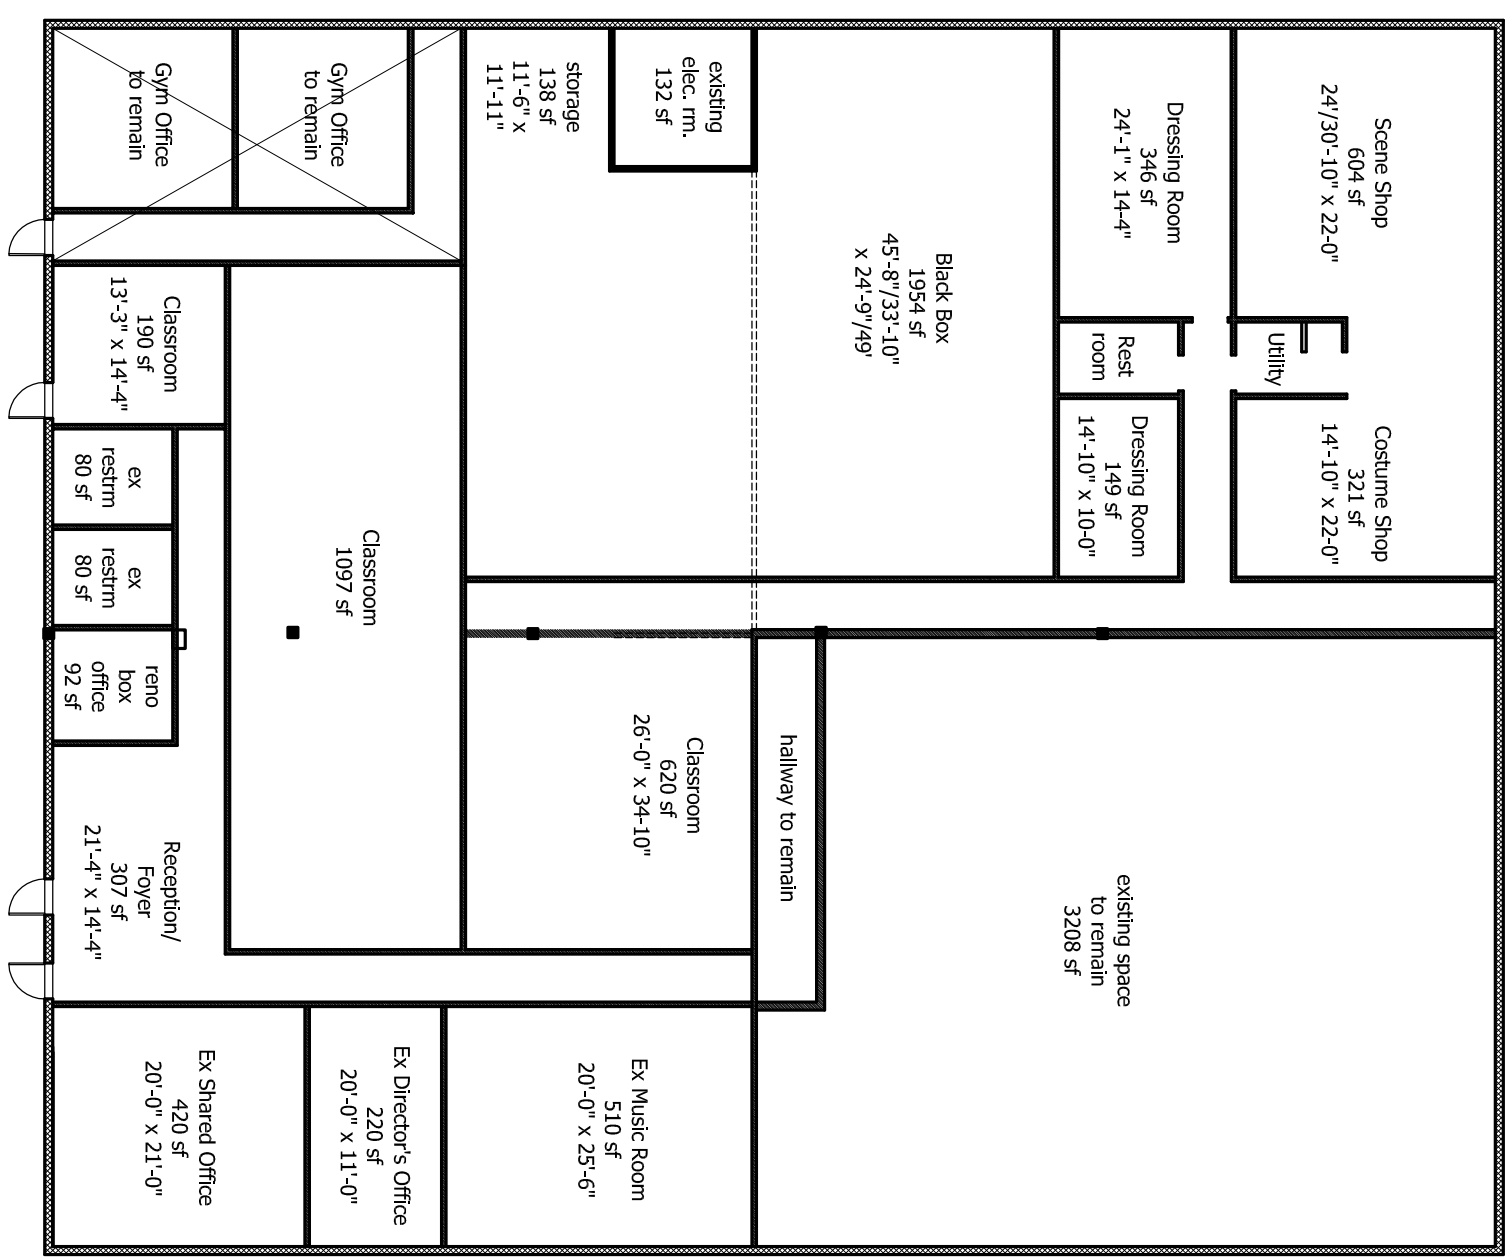 Scene Shop
604 sf
24'/30'-10" x 22-0"
Costume Shop
321 sf
14'-10" x 22-0"
Utility
Dressing Room
346 sf
24'-1" x 14-4"
Rest
room
Dressing Room
149 sf
14'-10" x 10-0"
existing space
to remain
3208 sf
Black Box
1954 sf
45'-8"/33'-10"
x 24'-9"/49'
hallway to remain
existing
elec. rm.
132 sf
storage
138 sf
11'-6" x
11'-11"
Classroom
620 sf
26'-0" x 34-10"
Ex Music Room
510 sf
20'-0" x 25'-6"
Gym Office
to remain
Classroom
1097 sf
Ex Director's Office
220 sf
20'-0" x 11'-0"
Gym Office
to remain
Classroom
190 sf
13'-3" x 14'-4"
ex
restrm
80 sf
ex
restrm
80 sf
reno
box
office
92 sf
Reception/
Foyer
307 sf
21'-4" x 14'-4"
Ex Shared Office
420 sf
20'-0" x 21'-0"